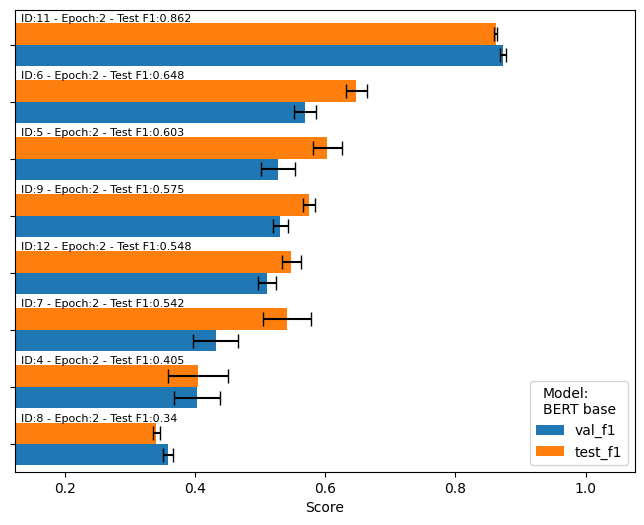 ID:11 - Epoch:2 - Test F1:0.862
ID:6 - Epoch:2 - Test F1:0.648
ID:5 - Epoch:2 - Test F1:0.603
ID:9 - Epoch:2 - Test F1:0.575
ID:12 - Epoch:2 - Test F1:0.548
ID:7 - Epoch:2 - Test F1:0.542
ID:4 - Epoch:2 - Test F1:0.405
ID:8 - Epoch:2 - Test F1:0.34
Model:
BERT base
val_f1
test_f1
0.2 0.4 0.6 0.8 1.0
Score